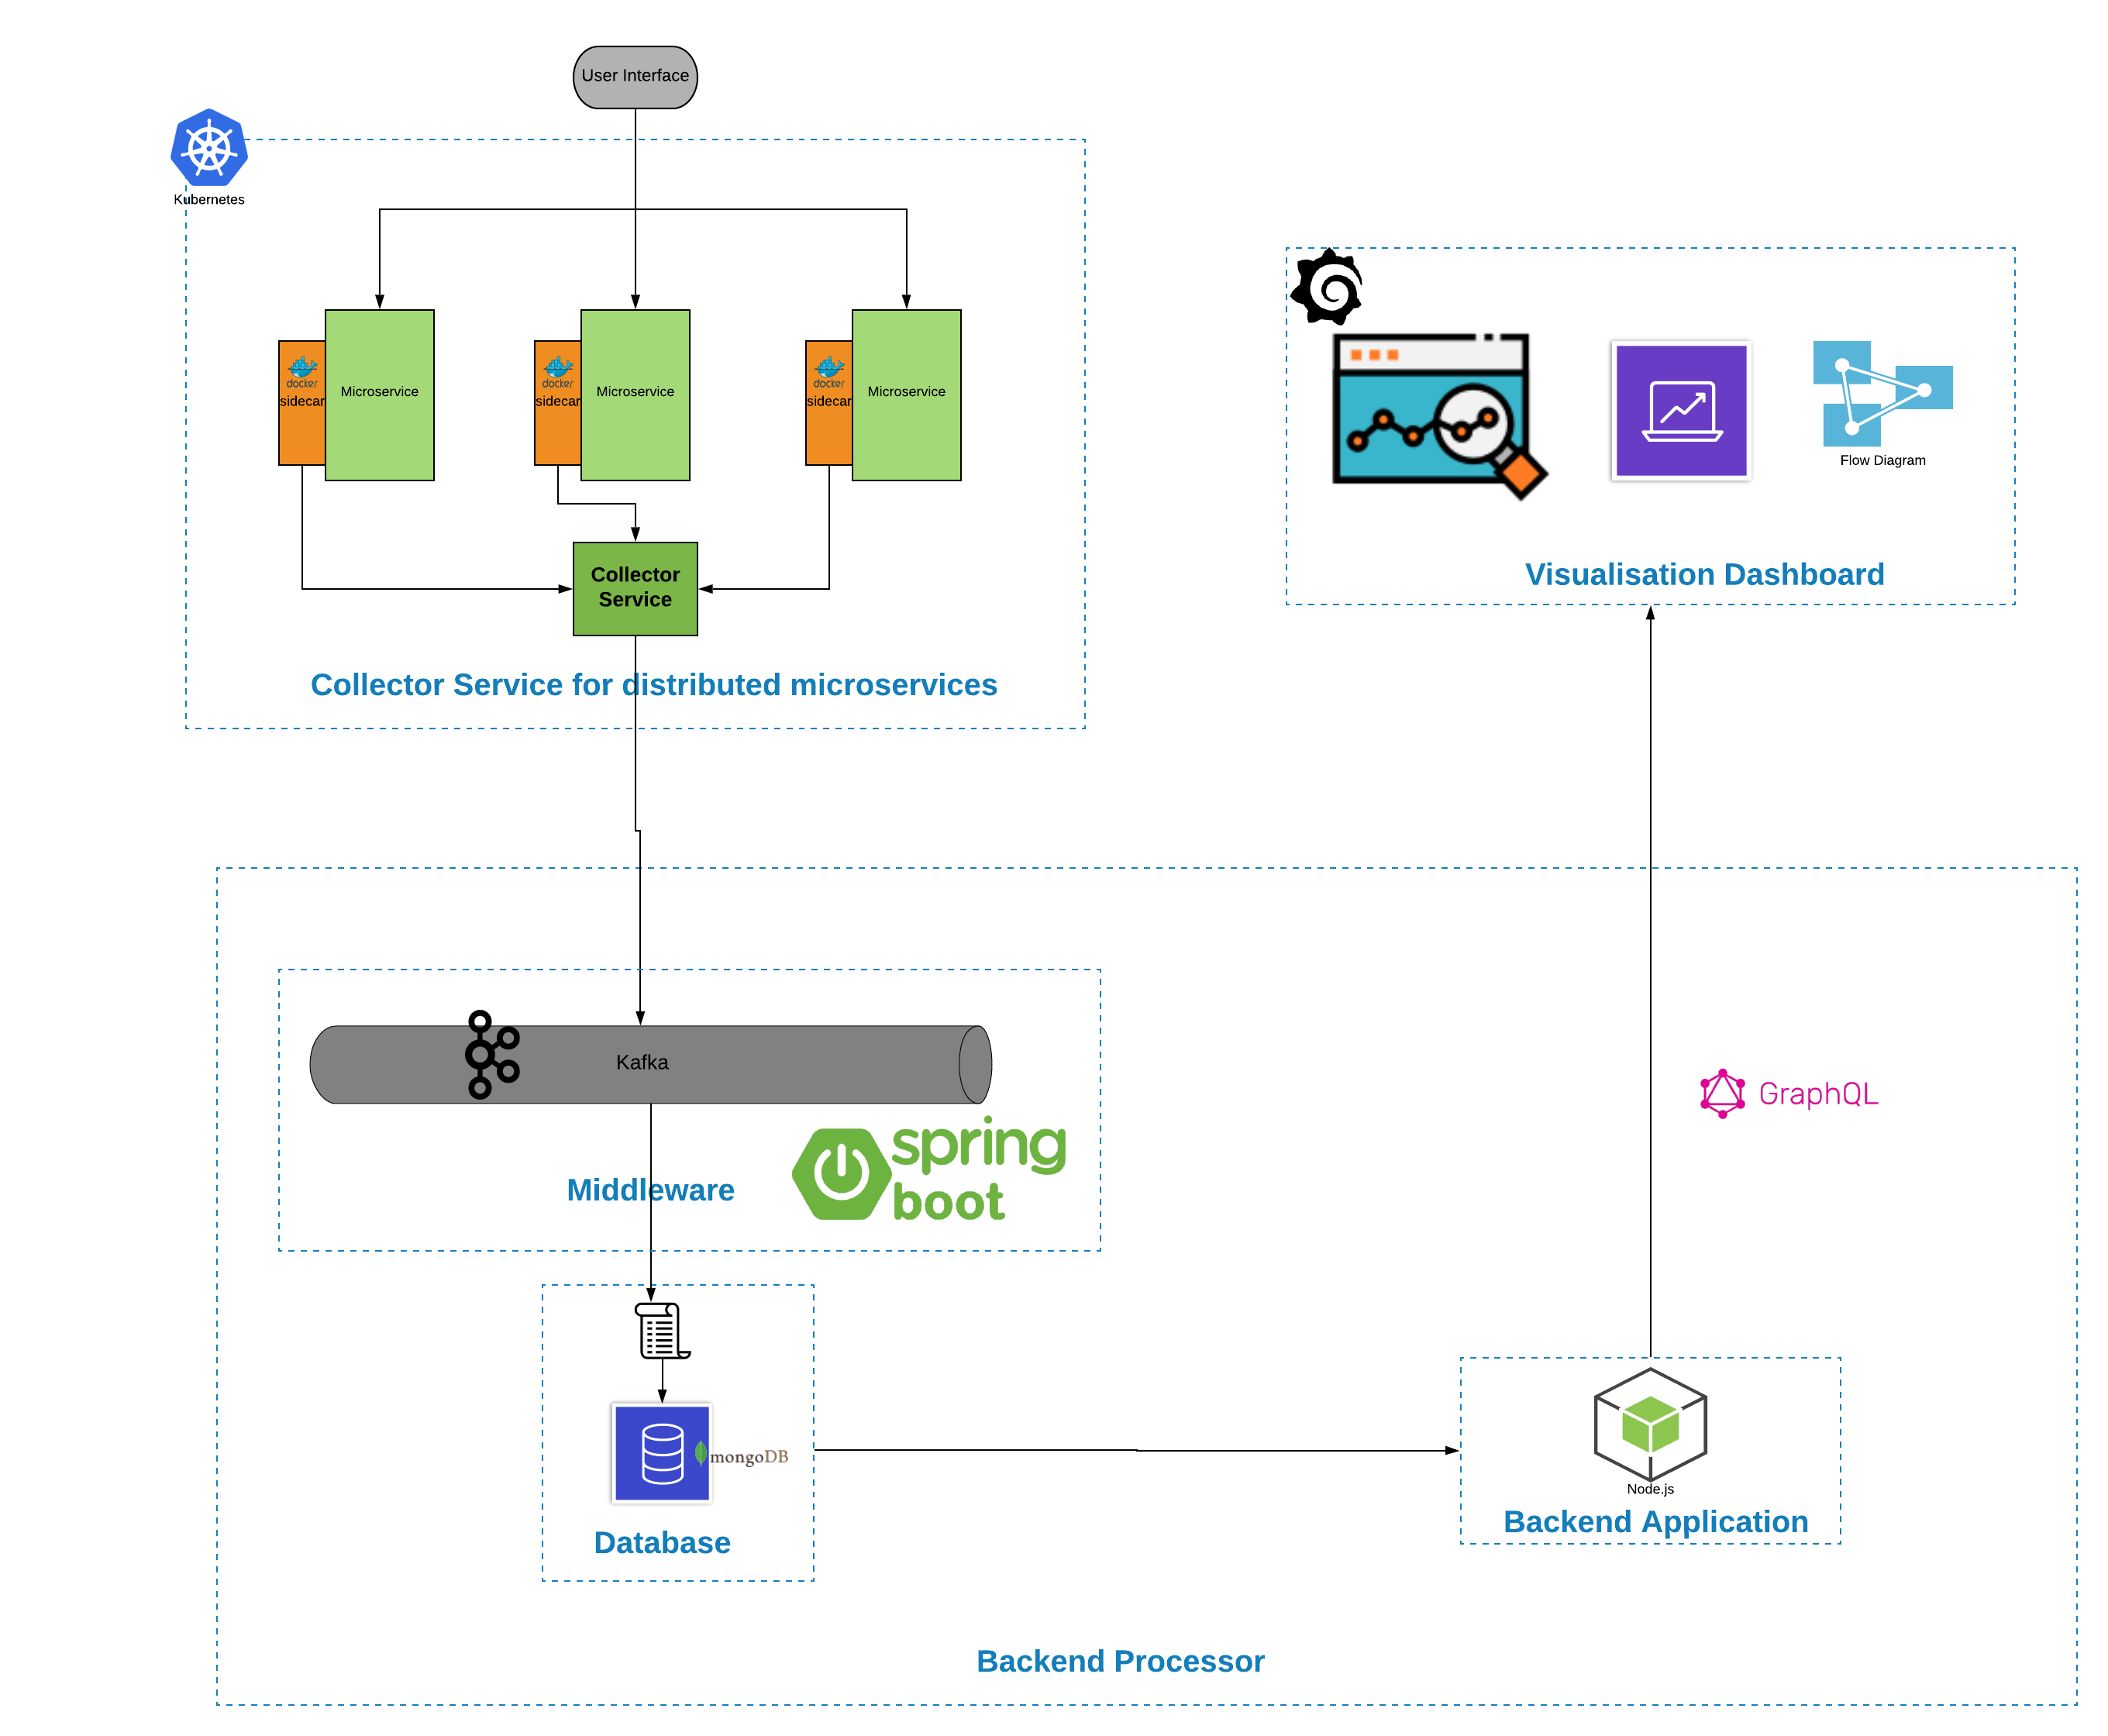 User Interface
Kubernetes
docker
sidecar
Microservice
docker
sidecar
Microservice
docker
sidecar
Microservice
Collector
Service
Collector Service for distributed microservices
Flow Diagram
Visualisation Dashboard
Kafka
spring
boot
Middleware
GraphQL
mongoDB
Database
Node.js
Backend Application
Backend Processor